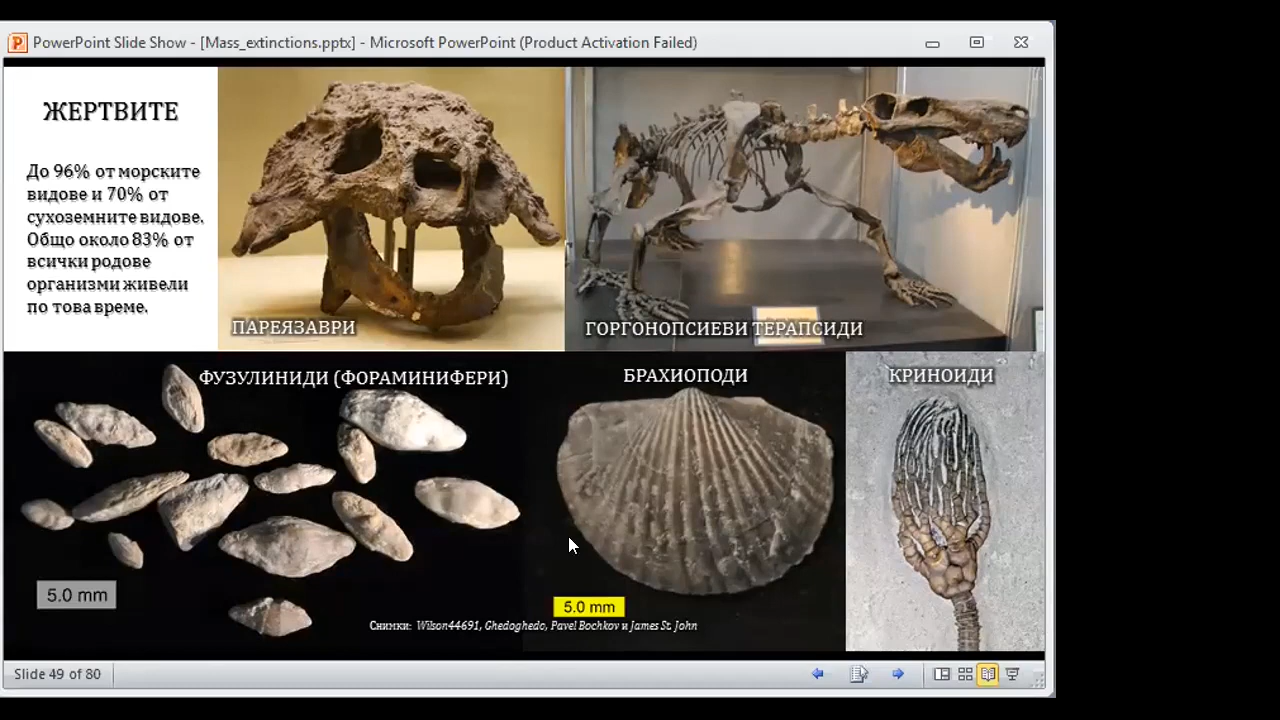 PowerPoint Slide Show - [Mass_extinctions.pptx] - Microsoft PowerPoint (Product Activation Failed)
ЖЕРТВИТЕ
До 96% от морските
видове и 70% от
сухоземните видове.
Общо около 83% от
всички родове
организми живели
по това време.
ПАРЕЯЗАВРИ
ГОРГОНОПСИЕВИ ТЕРАПСИДИ
ФУЗУЛИНИДИ (ФОРАМИНИФЕРИ)
БРАХИОПОДИ
КРИНОИДИ
5.0 mm
5.0 mm
Снимки: Wilson44691, Ghedoghedo, Pavel Bochkov и James St. John
Slide 49 of 80